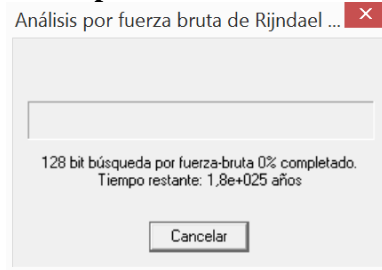 Análisis por fuerza bruta de Rijndael ...
128 bit búsqueda por fuerza-bruta 0% completado.
Tiempo restante: 1,8e+025 años
Cancelar